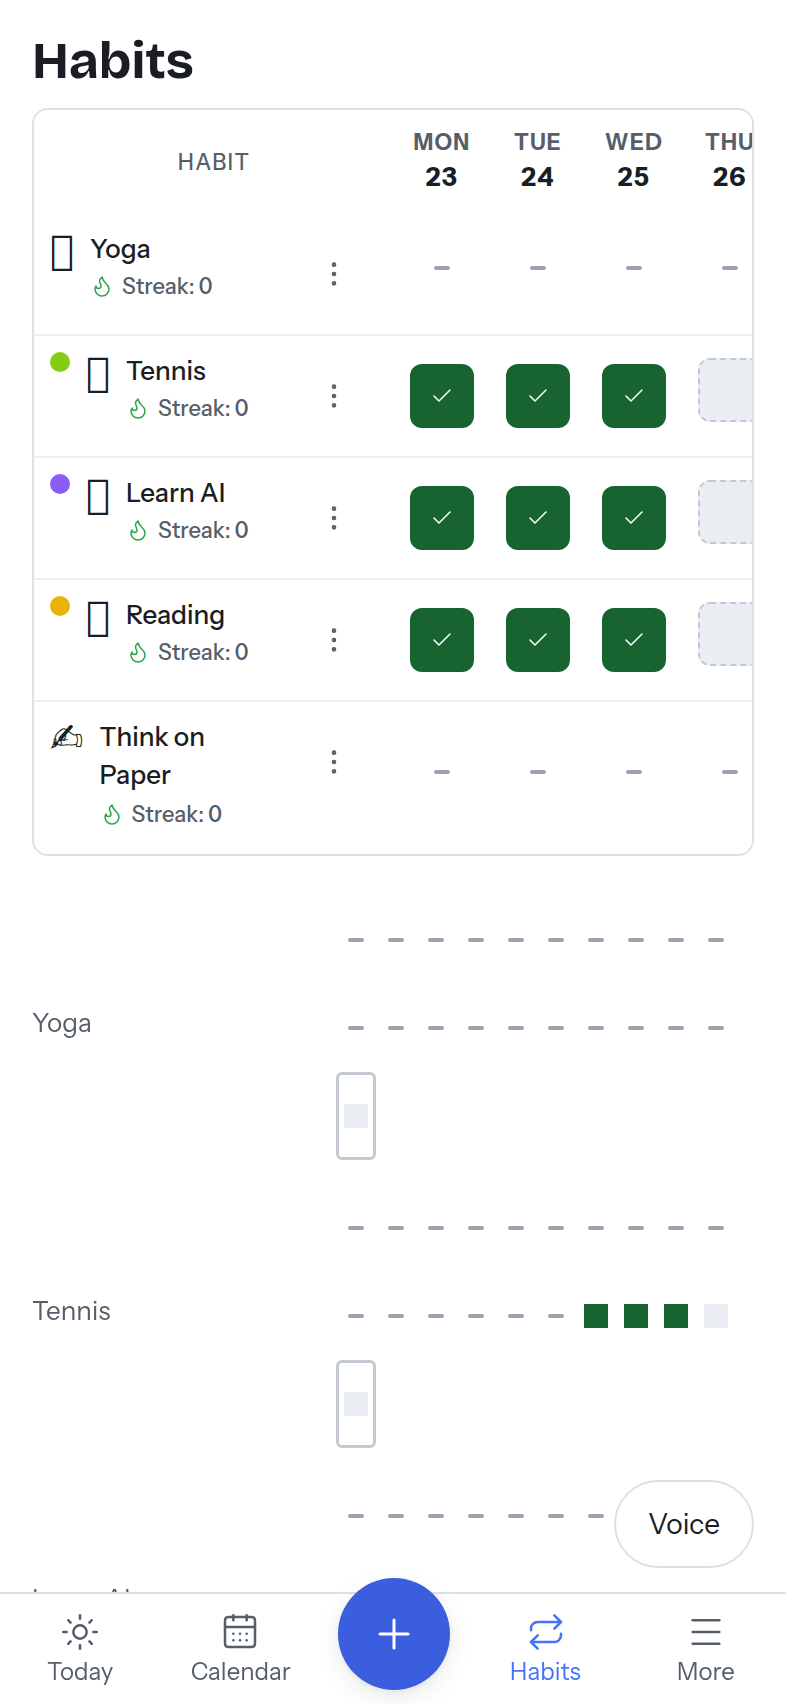 Habits
HABIT
MON TUE WED THU
23 24 25 26
Yoga
Streak: 0
Tennis
Streak: 0
Learn AI
Streak: 0
Reading
Streak: 0
Think on
Paper
Streak: 0
Yoga
Tennis
Voice
Today Calendar Habits More